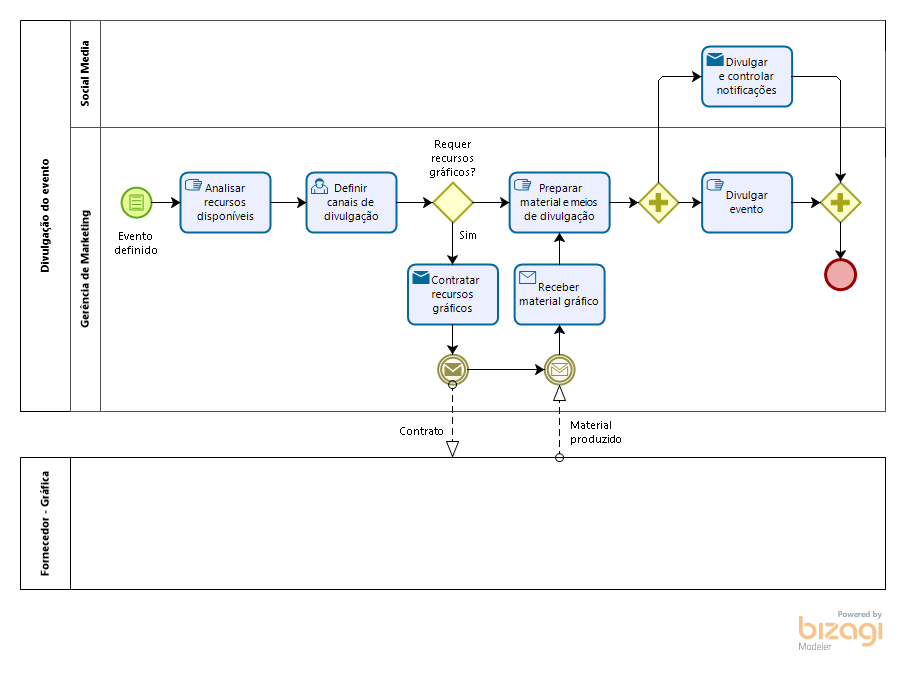 Divulgação do evento
Social Media
Divulgar
e controlar
notificações
Gerência de Marketing
Evento
definido
Analisar
recursos
disponíveis
Definir
canais de
divulgação
Requer
recursos
gráficos?
Sim
Preparar
material e meios
de divulgação
Divulgar
evento
Contratar
recursos
gráficos
Receber
material gráfico
Contrato
Material
produzido
Fornecedor - Gráfica
Powered by
bizagi
Modeler